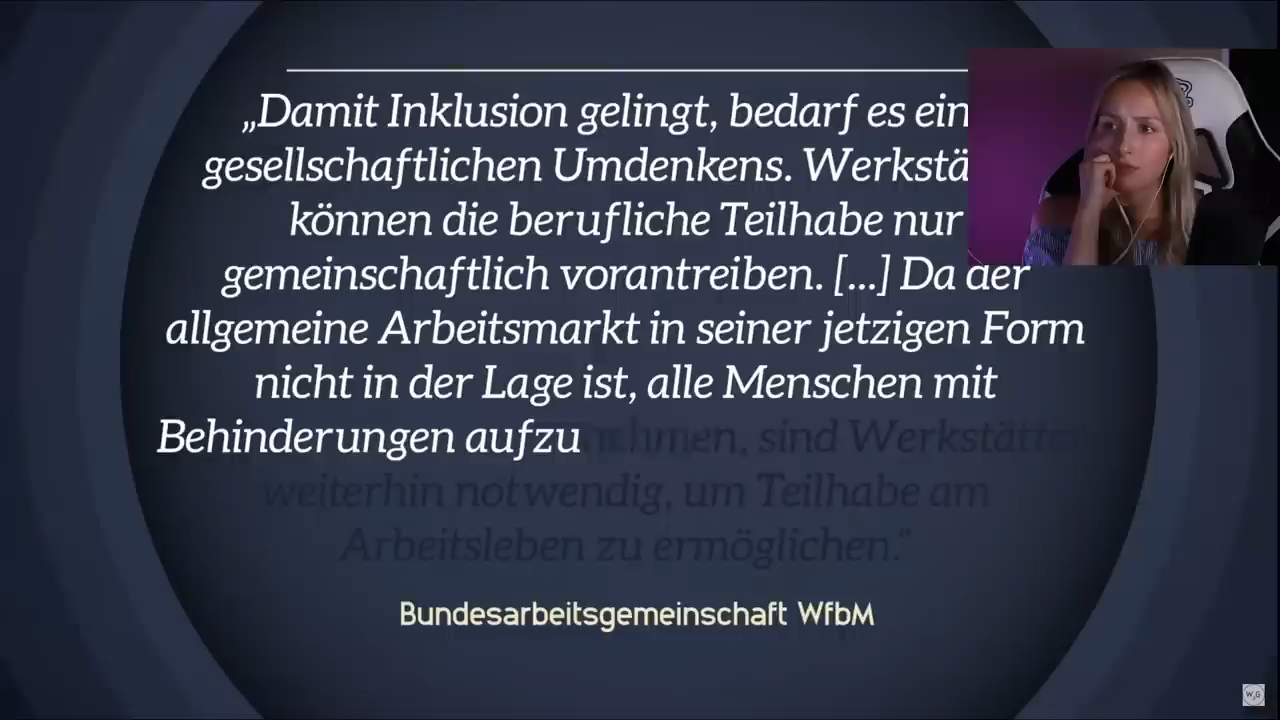 „Damit Inklusion gelingt, bedarf es ein
gesellschaftlichen Umdenkens. Werkstä
können die berufliche Teilhabe nur
gemeinschaftlich vorantreiben. [...] Da der
allgemeine Arbeitsmarkt in seiner jetzigen Form
nicht in der Lage ist, alle Menschen mit
Behinderungen aufzunehmen, sind Werkstätten
weiterhin notwendig, um Teilhabe am
Arbeitsleben zu ermöglichen."
Bundesarbeitsgemeinschaft WfbM